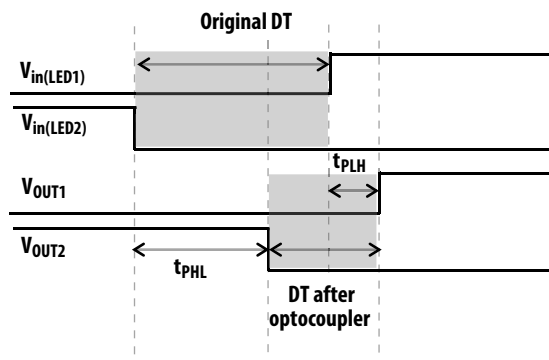 Original DT
Vin(LED1)
Vin(LED2)
tPLH
VOUT1
VOUT2
tPHL
DT after
optocoupler